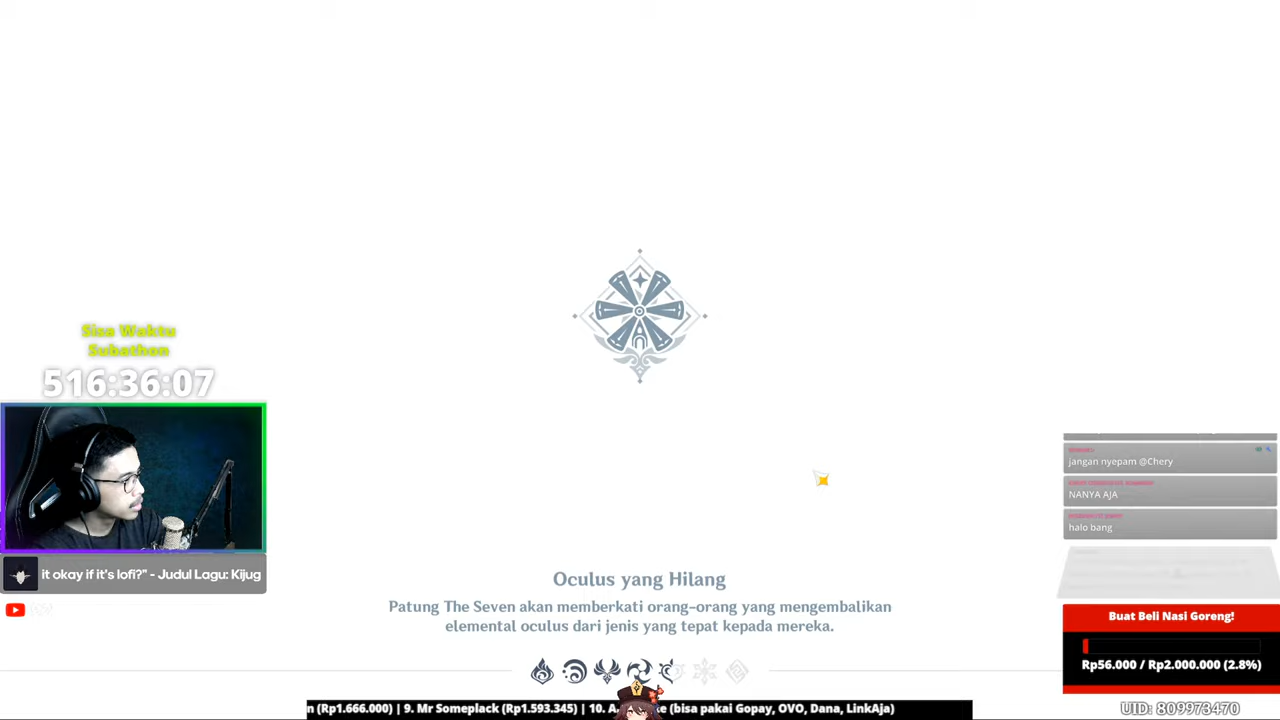 Sisa Waktu
Subathon
516:36:07
it okay if it's lofi?" - Judul Lagu: Kijug
jangan nyepam @Chery
NANYA AJA
halo bang
Oculus yang Hilang
Patung The Seven akan memberkati orang-orang yang mengembalikan
elemental oculus dari jenis yang tepat kepada mereka.
Buat Beli Nasi Goreng!
Rp56.000 / Rp2.000.000 (2.8%)
n (Rp1.666.000) | 9. Mr Someplack (Rp1.593.345) | 10. A ke (bisa pakai Gopay, OVO, Dana, LinkAja)
UID: 809973470